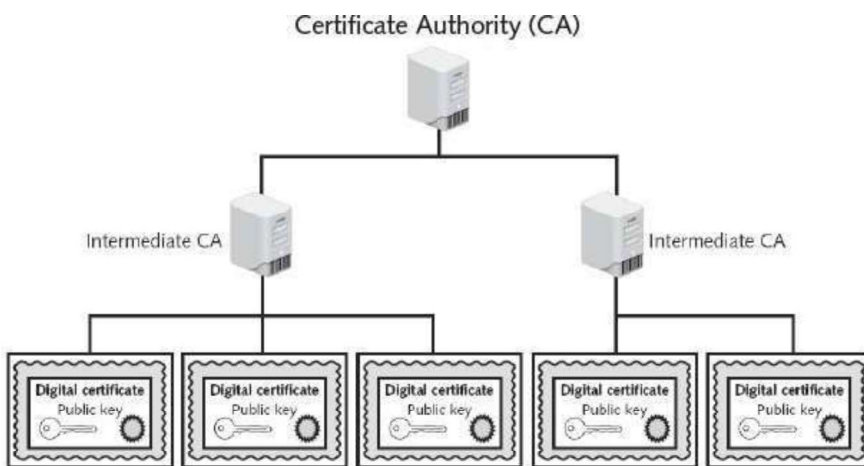 Certificate Authority (CA)
Intermediate CA
Intermediate CA
Digital certificate
Public key
Digital certificate
Public key
Digital certificate
Public key
Digital certificate
Public key
Digital certificate
Public key